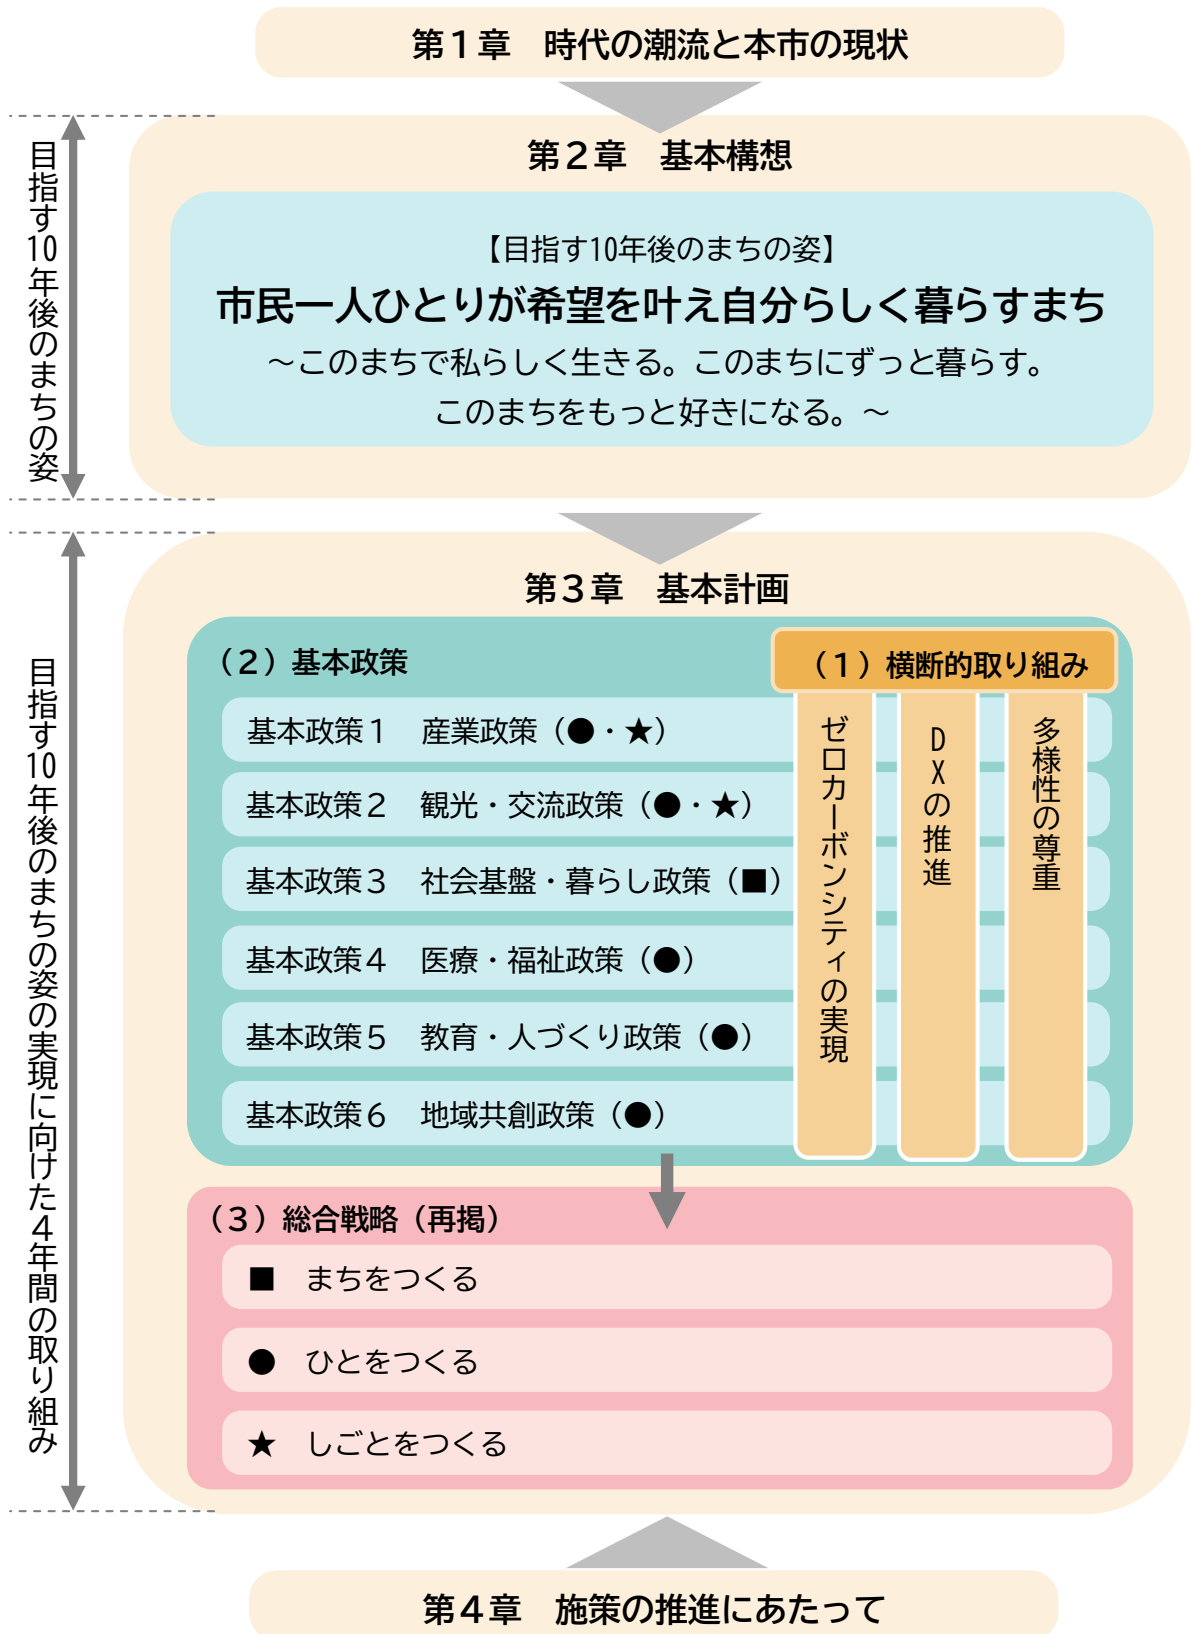 第１章　時代の潮流と本市の現状
目指す10年後のまちの姿
第２章　基本構想
【目指す10年後のまちの姿】
市民一人ひとりが希望を叶え自分らしく暮らすまち
～このまちで私らしく生きる。このまちにずっと暮らす。
このまちをもっと好きになる。～
目指す10年後のまちの姿の実現に向けた４年間の取り組み
第３章　基本計画
（２）基本政策
（１）横断的取り組み
基本政策１　産業政策（●・★）
基本政策２　観光・交流政策（●・★）
基本政策３　社会基盤・暮らし政策（■）
基本政策４　医療・福祉政策（●）
基本政策５　教育・人づくり政策（●）
基本政策６　地域共創政策（●）
ゼロカーボンシティの実現
DXの推進
多様性の尊重
（３）総合戦略（再掲）
■　まちをつくる
●　ひとをつくる
★　しごとをつくる
第４章　施策の推進にあたって